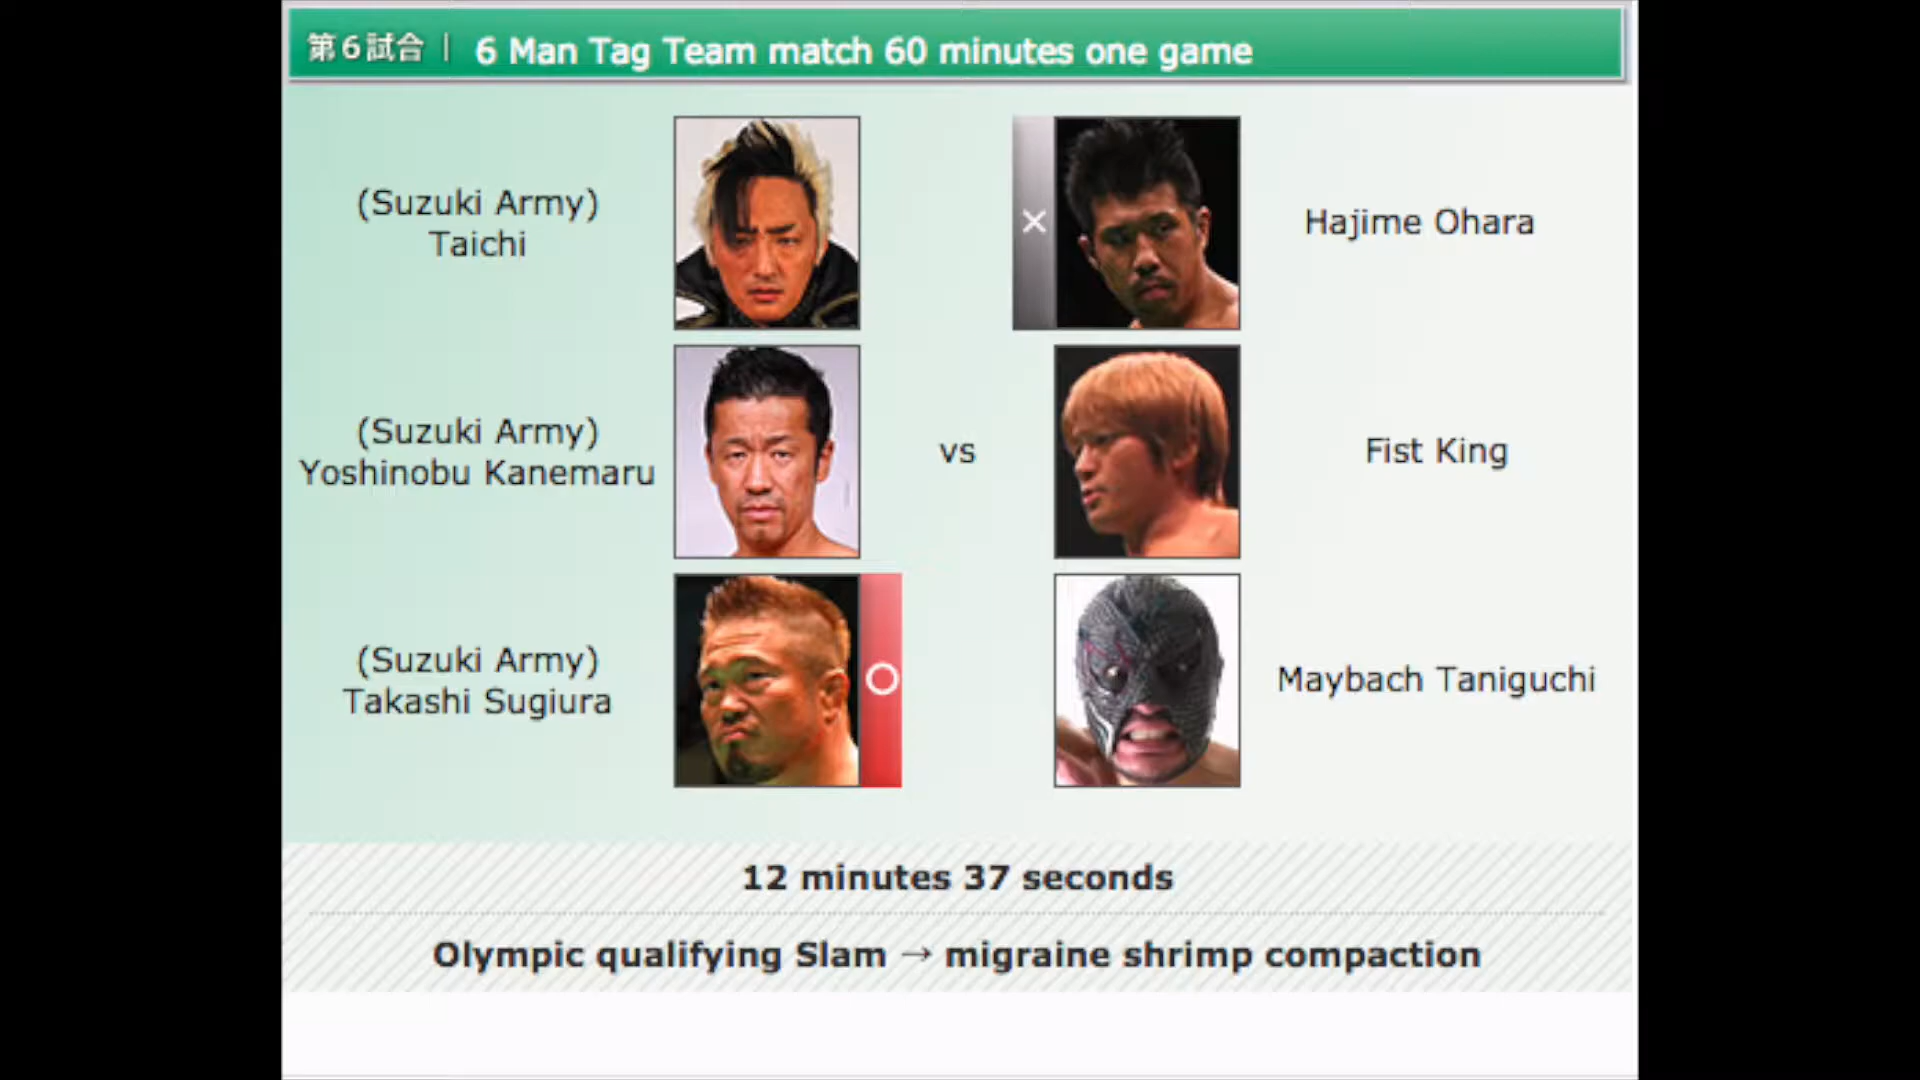 第6試合 | 6 Man Tag Team match 60 minutes one game
(Suzuki Army)
Taichi
×
Hajime Ohara
(Suzuki Army)
Yoshinobu Kanemaru
vs
Fist King
(Suzuki Army)
Takashi Sugiura
○
Maybach Taniguchi
12 minutes 37 seconds
Olympic qualifying Slam → migraine shrimp compaction